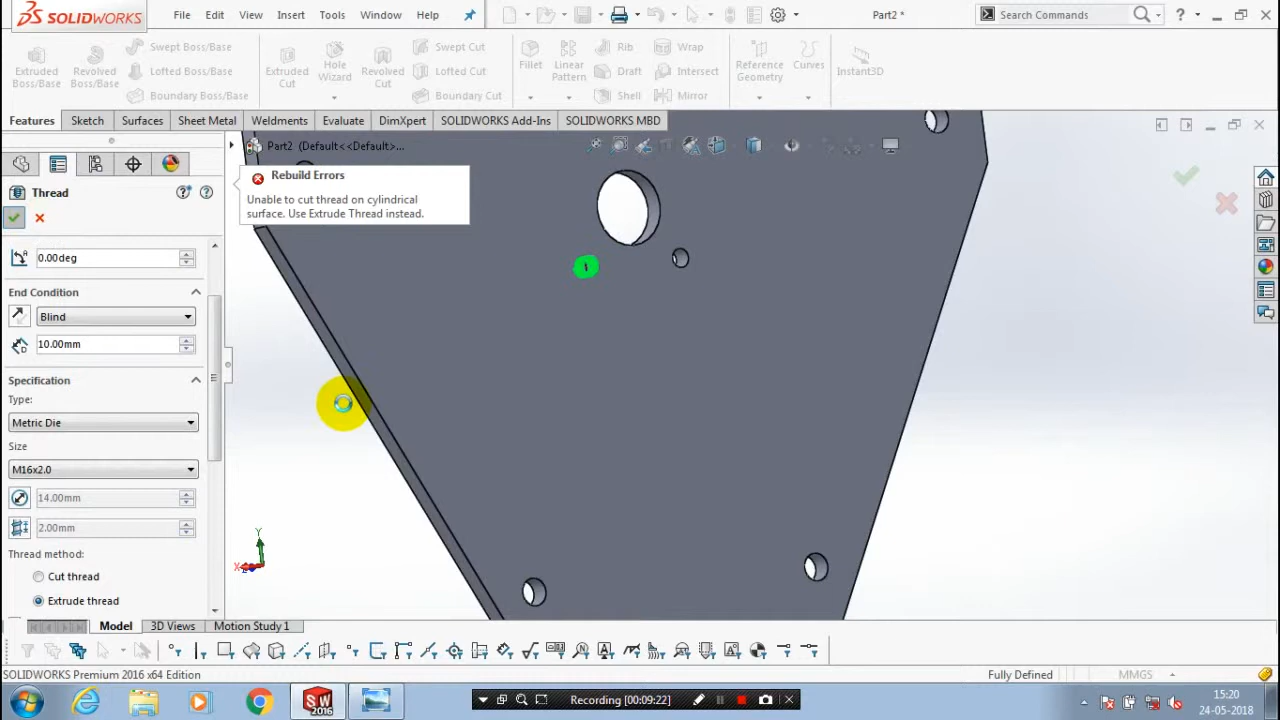 SOLIDWORKS File Edit View Insert Tools Window Help Part2 * Search Commands
Extruded Boss/Base
Revolved Boss/Base
Swept Boss/Base
Lofted Boss/Base
Boundary Boss/Base
Extruded Cut
Hole Wizard
Revolved Cut
Swept Cut
Lofted Cut
Boundary Cut
Fillet
Linear Pattern
Rib
Draft
Shell
Wrap
Intersect
Mirror
Reference Geometry
Curves
Instant3D
Features Sketch Surfaces Sheet Metal Weldments Evaluate DimXpert SOLIDWORKS Add-Ins SOLIDWORKS MBD
Part2 (Default<<Default>...
Thread
Rebuild Errors
Unable to cut thread on cylindrical
surface. Use Extrude Thread instead.
0.00deg
End Condition
Blind
10.00mm
Specification
Type:
Metric Die
Size
M16x2.0
14.00mm
2.00mm
Thread method:
Cut thread
Extrude thread
Y
X
Model 3D Views Motion Study 1
SOLIDWORKS Premium 2016 x64 Edition Fully Defined MMGS
SW 2016
Recording [00:09:22]
15:20
24-05-2018